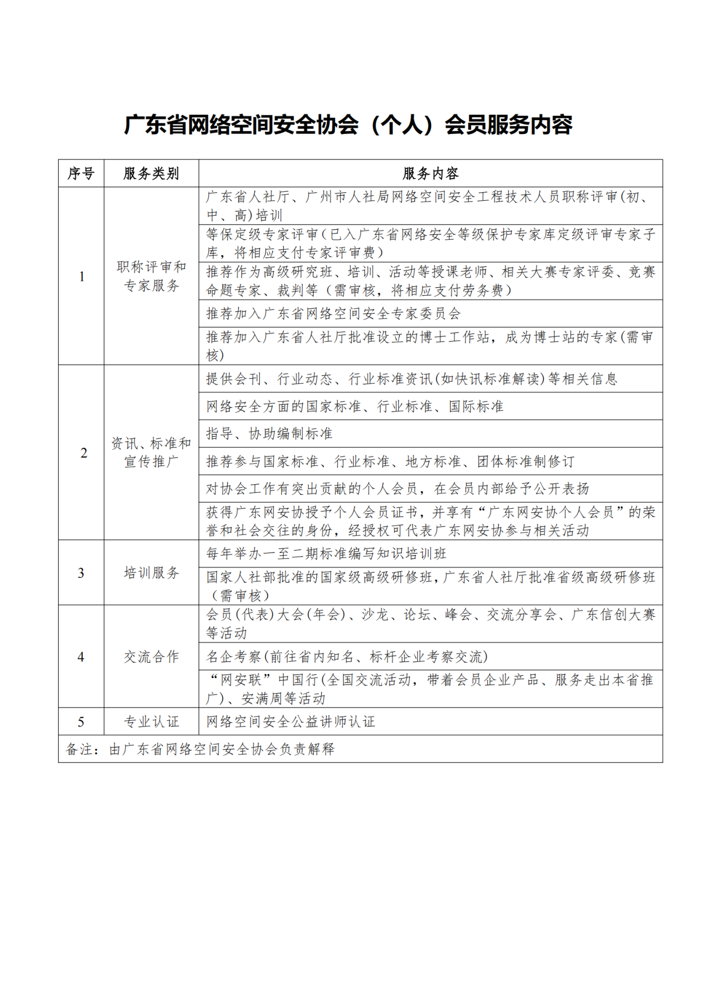 广东省网络空间安全协会（个人）会员服务内容
序号 服务类别 服务内容
1
职称评审和
专家服务
广东省人社厅、广州市人社局网络空间安全工程技术人员职称评审(初、
中、高)培训
等保定级专家评审（已入广东省网络安全等级保护专家库定级评审专家子
库，将相应支付专家评审费）
推荐作为高级研究班、培训、活动等授课老师、相关大赛专家评委、竞赛
命题专家、裁判等（需审核，将相应支付劳务费）
推荐加入广东省网络空间安全专家委员会
推荐加入广东省人社厅批准设立的博士工作站，成为博士站的专家(需审
核)
2
资讯、标准和
宣传推广
提供会刊、行业动态、行业标准资讯(如快讯标准解读)等相关信息
网络安全方面的国家标准、行业标准、国际标准
指导、协助编制标准
推荐参与国家标准、行业标准、地方标准、团体标准制修订
对协会工作有突出贡献的个人会员，在会员内部给予公开表扬
获得广东网安协授予个人会员证书，并享有“广东网安协个人会员”的荣
誉和社会交往的身份，经授权可代表广东网安协参与相关活动
3
培训服务
每年举办一至二期标准编写知识培训班
国家人社部批准的国家级高级研修班，广东省人社厅批准省级高级研修班
（需审核）
4
交流合作
会员(代表)大会(年会)、沙龙、论坛、峰会、交流分享会、广东信创大赛
等活动
名企考察(前往省内知名、标杆企业考察交流)
“网安联”中国行(全国交流活动，带着会员企业产品、服务走出本省推
广)、安满周等活动
5 专业认证 网络空间安全公益讲师认证
备注：由广东省网络空间安全协会负责解释